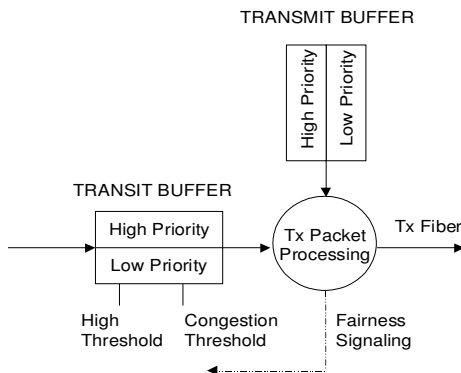 TRANSMIT BUFFER
High Priority
Low Priority
TRANSIT BUFFER
High Priority
Low Priority
Tx Packet
Processing
Tx Fiber
High
Threshold
Congestion
Threshold
Fairness
Signaling